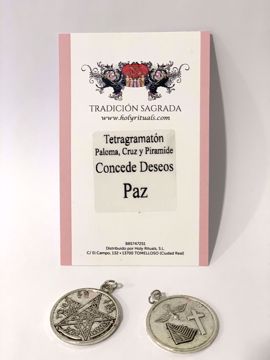 TRADICIÓN SAGRADA
www.holyrituals.com
Tetragramatón
Paloma, Cruz y Piramide
Concede Deseos
Paz
B85747251
Distribuido por Holy Rituals, S.L.
C/ El Campo, 132 • 13700 TOMELLOSO (Ciudad Real)